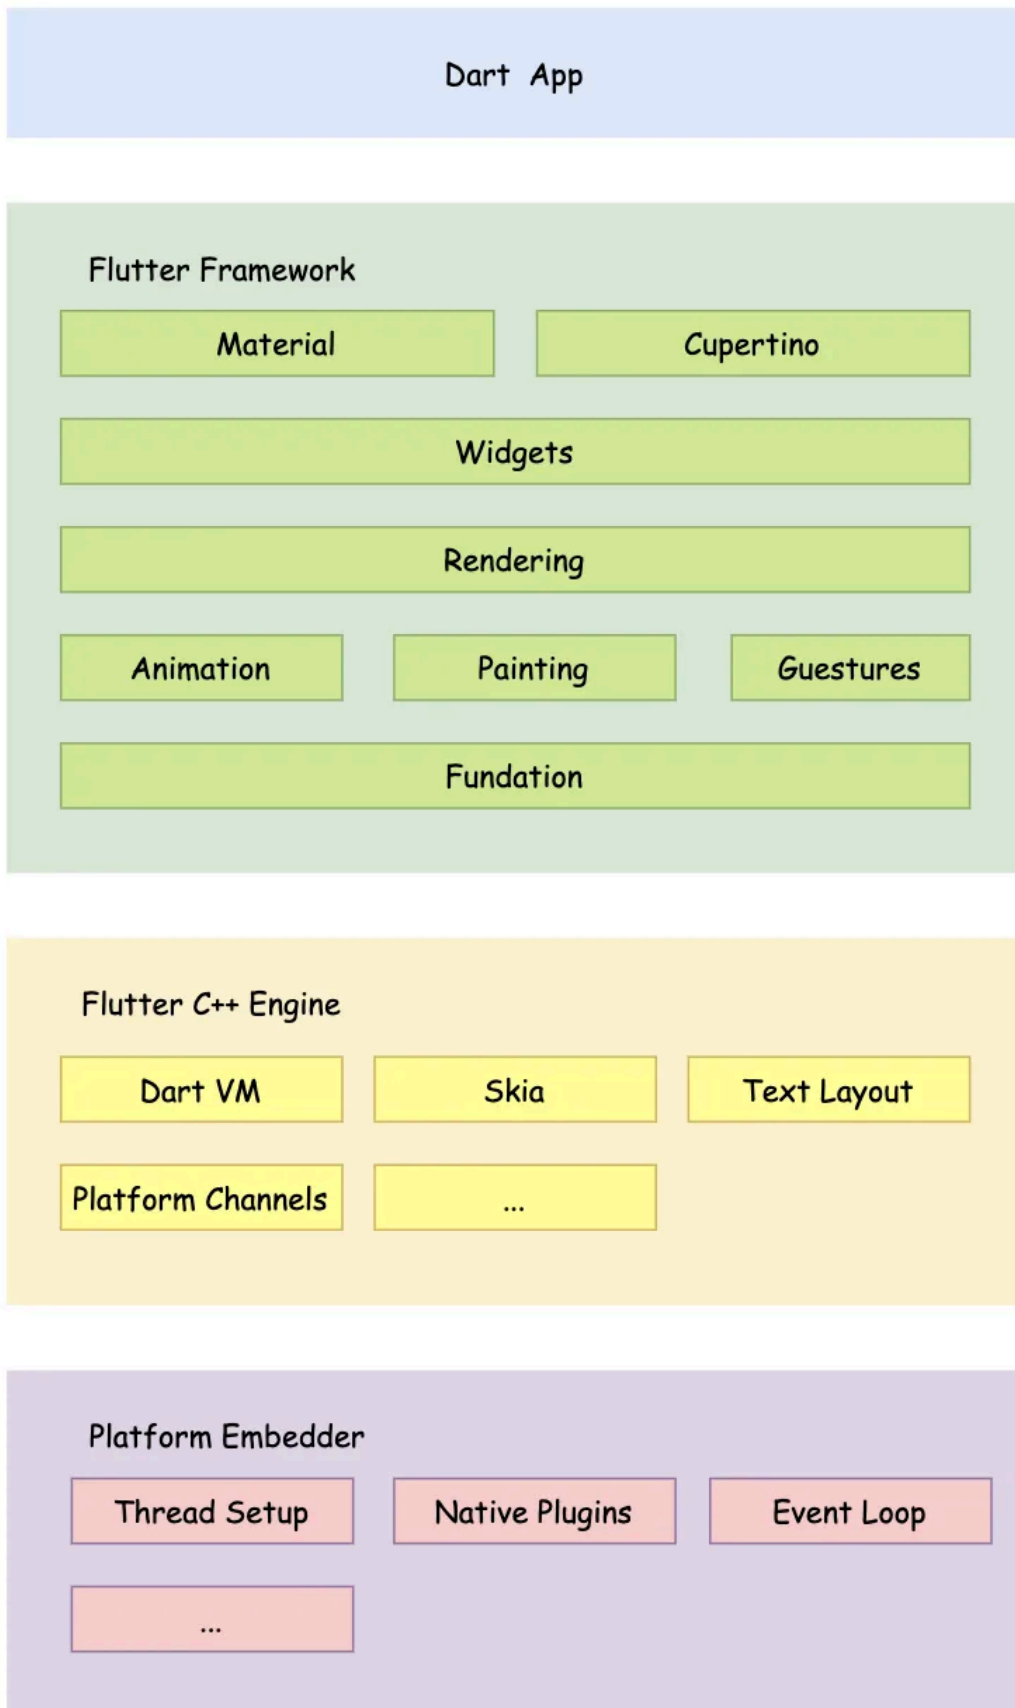 Dart App
Flutter Framework
Material
Cupertino
Widgets
Rendering
Animation
Painting
Guestures
Fundation
Flutter C++ Engine
Dart VM
Skia
Text Layout
Platform Channels
...
Platform Embedder
Thread Setup
Native Plugins
Event Loop
...